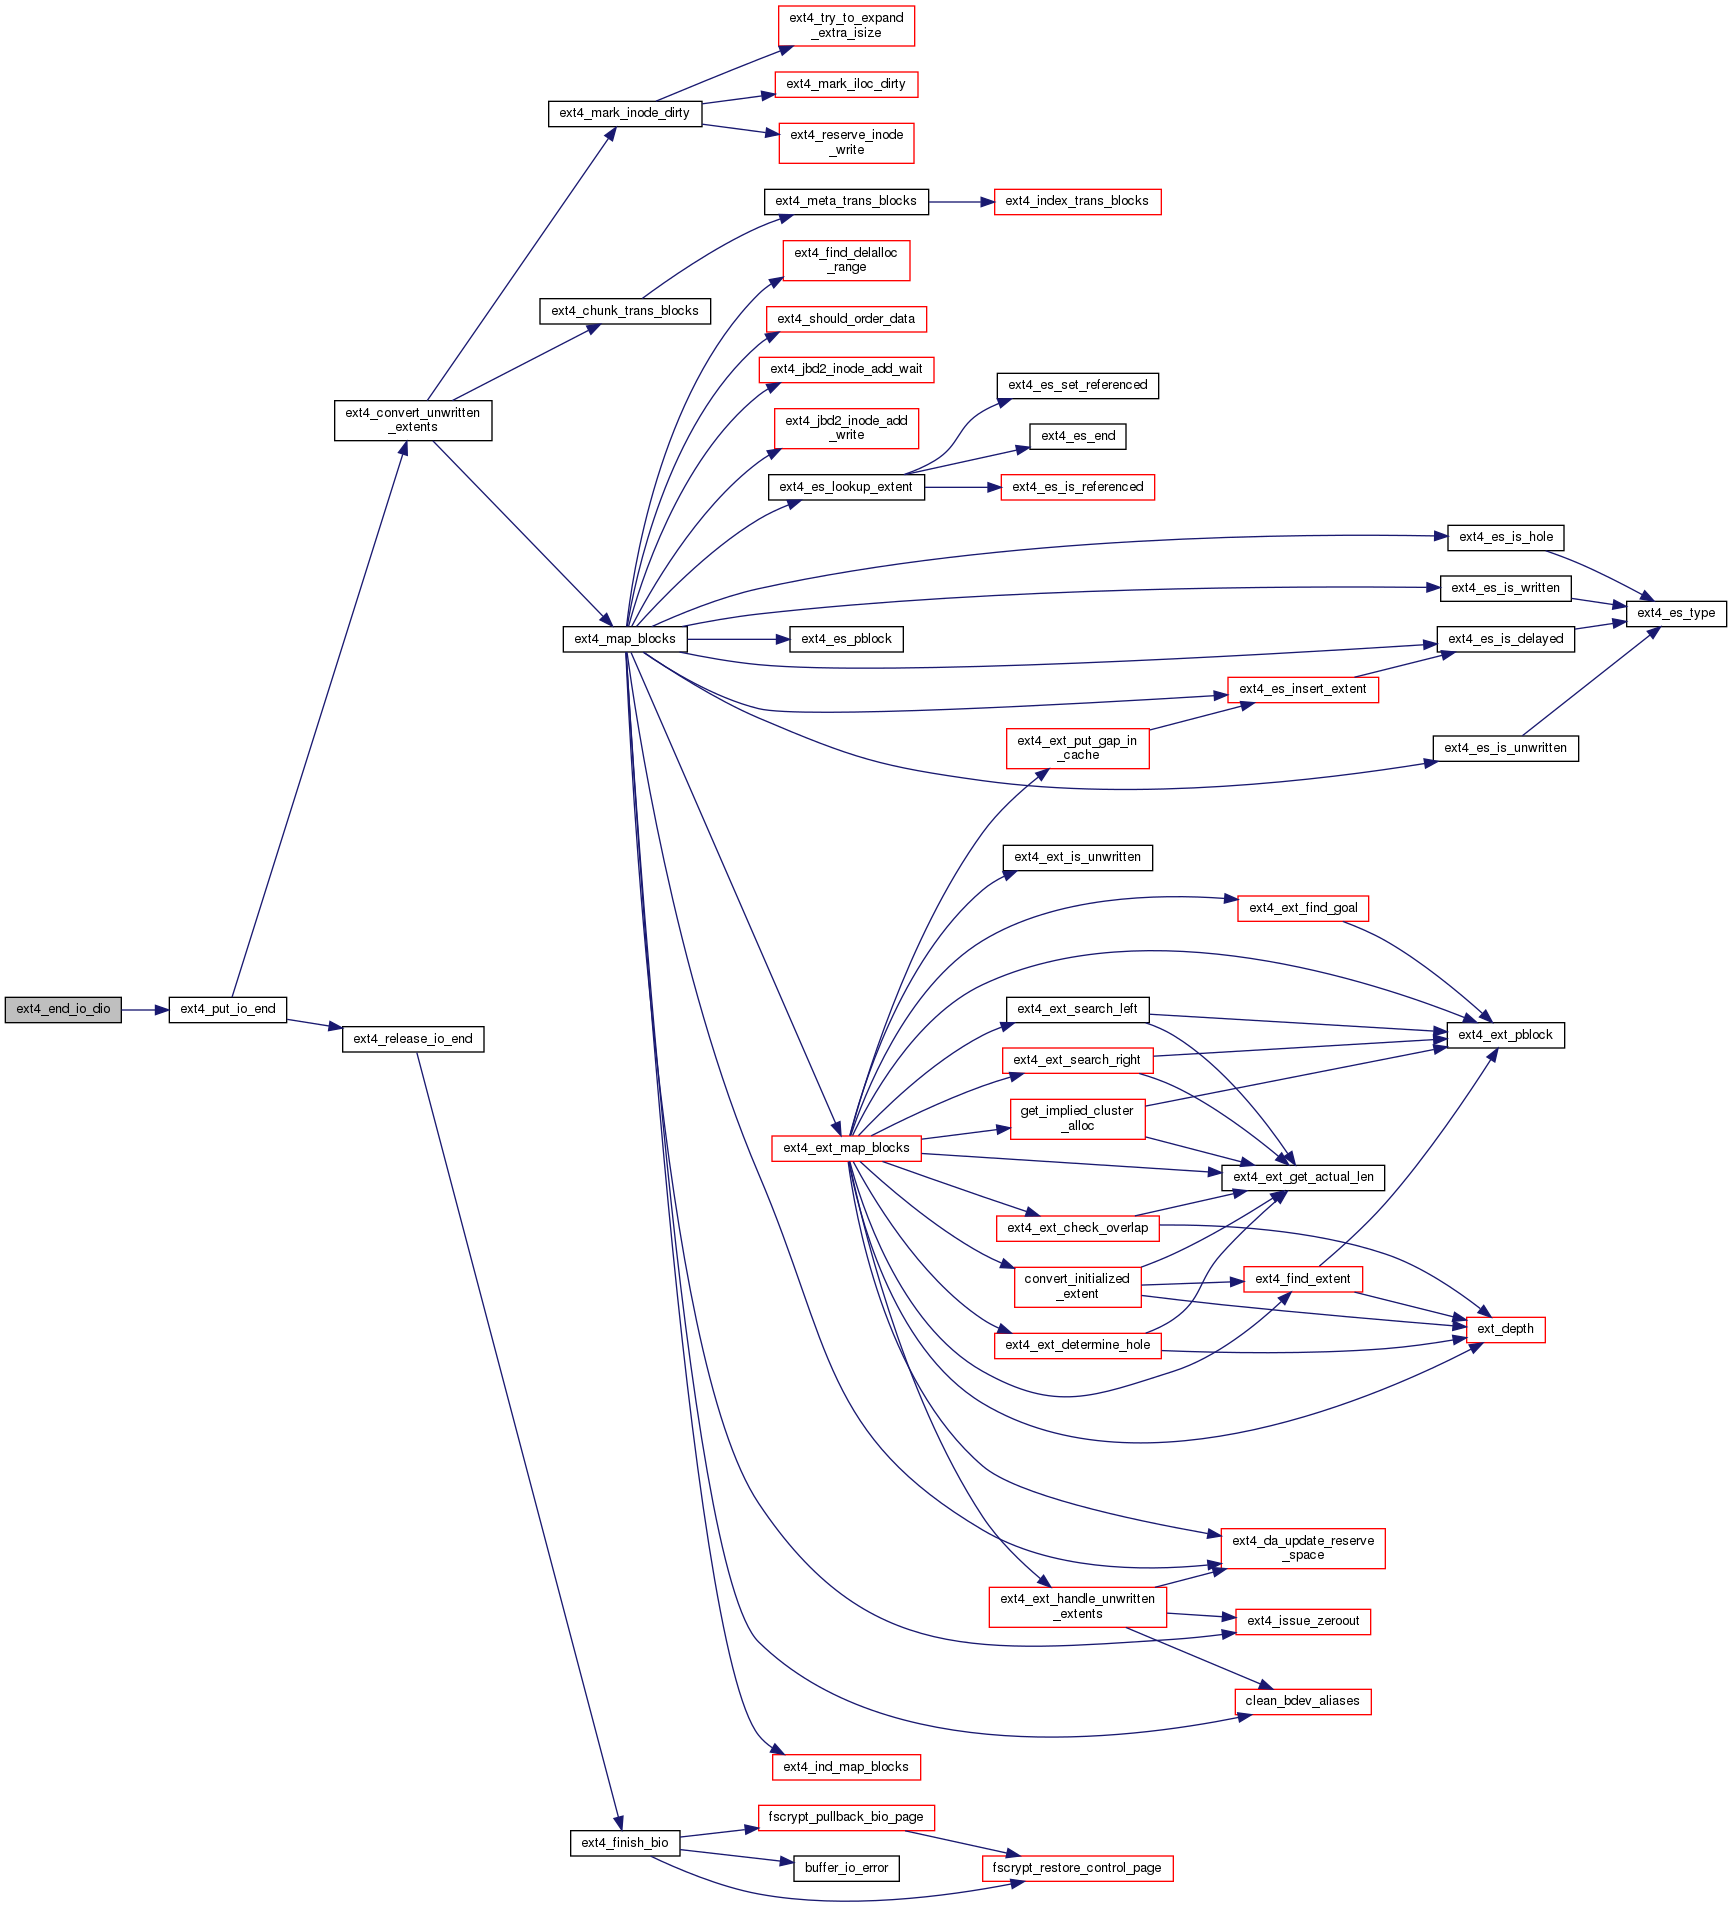 ext4_try_to_expand
_extra_isize
ext4_mark_iloc_dirty
ext4_mark_inode_dirty
ext4_reserve_inode
_write
ext4_meta_trans_blocks
ext4_index_trans_blocks
ext4_find_delalloc
_range
ext4_chunk_trans_blocks
ext4_should_order_data
ext4_jbd2_inode_add_wait
ext4_es_set_referenced
ext4_convert_unwritten
_extents
ext4_jbd2_inode_add
_write
ext4_es_end
ext4_es_lookup_extent
ext4_es_is_referenced
ext4_es_is_hole
ext4_es_is_written
ext4_es_type
ext4_map_blocks
ext4_es_pblock
ext4_es_is_delayed
ext4_es_insert_extent
ext4_ext_put_gap_in
_cache
ext4_es_is_unwritten
ext4_ext_is_unwritten
ext4_ext_find_goal
ext4_end_io_dio
ext4_put_io_end
ext4_ext_search_left
ext4_release_io_end
ext4_ext_pblock
ext4_ext_search_right
get_implied_cluster
_alloc
ext4_ext_map_blocks
ext4_ext_get_actual_len
ext4_ext_check_overlap
convert_initialized
_extent
ext4_find_extent
ext_depth
ext4_ext_determine_hole
ext4_da_update_reserve
_space
ext4_ext_handle_unwritten
_extents
ext4_issue_zeroout
clean_bdev_aliases
ext4_ind_map_blocks
fscrypt_pullback_bio_page
ext4_finish_bio
buffer_io_error
fscrypt_restore_control_page